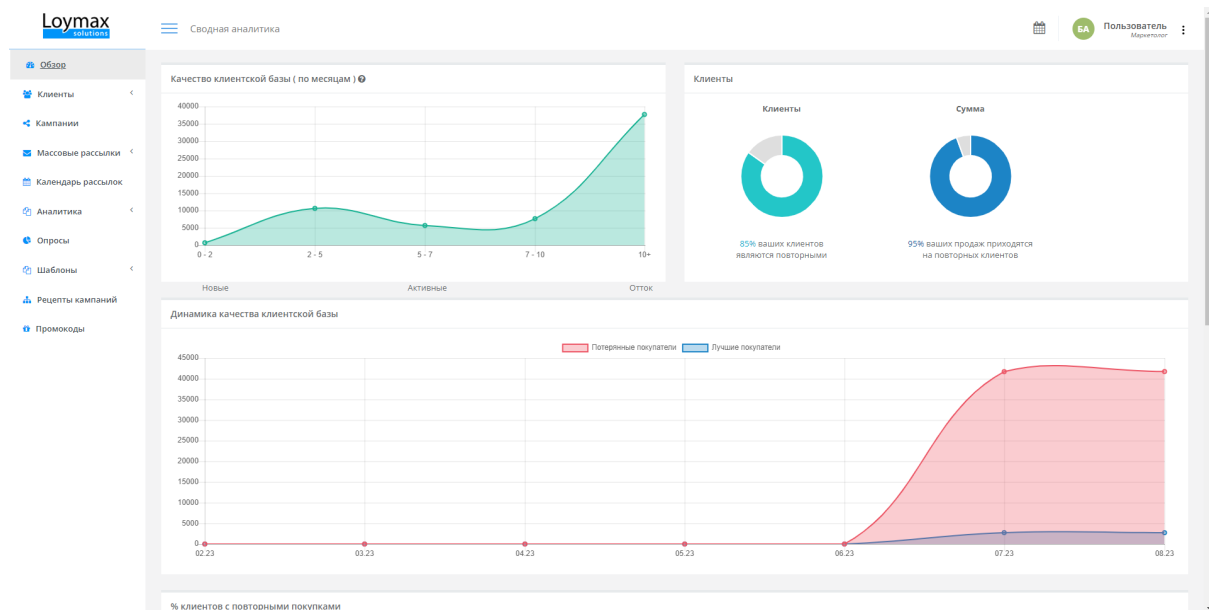 Loymax
solutions
Сводная аналитика
БА
Пользователь
Маркетолог
Обзор
Клиенты
Кампании
Массовые рассылки
Календарь рассылок
Аналитика
Опросы
Шаблоны
Рецепты кампаний
Промокоды
Качество клиентской базы ( по месяцам )
40000
35000
30000
25000
20000
15000
10000
5000
0
0 - 2
2 - 5
5 - 7
7 - 10
10+
Новые
Активные
Отток
Клиенты
Клиенты
Сумма
85% ваших клиентов
являются повторными
95% ваших продаж приходятся
на повторных клиентов
Динамика качества клиентской базы
Потерянные покупатели
Лучшие покупатели
45000
40000
35000
30000
25000
20000
15000
10000
5000
0
02.23
03.23
04.23
05.23
06.23
07.23
08.23
% клиентов с повторными покупками